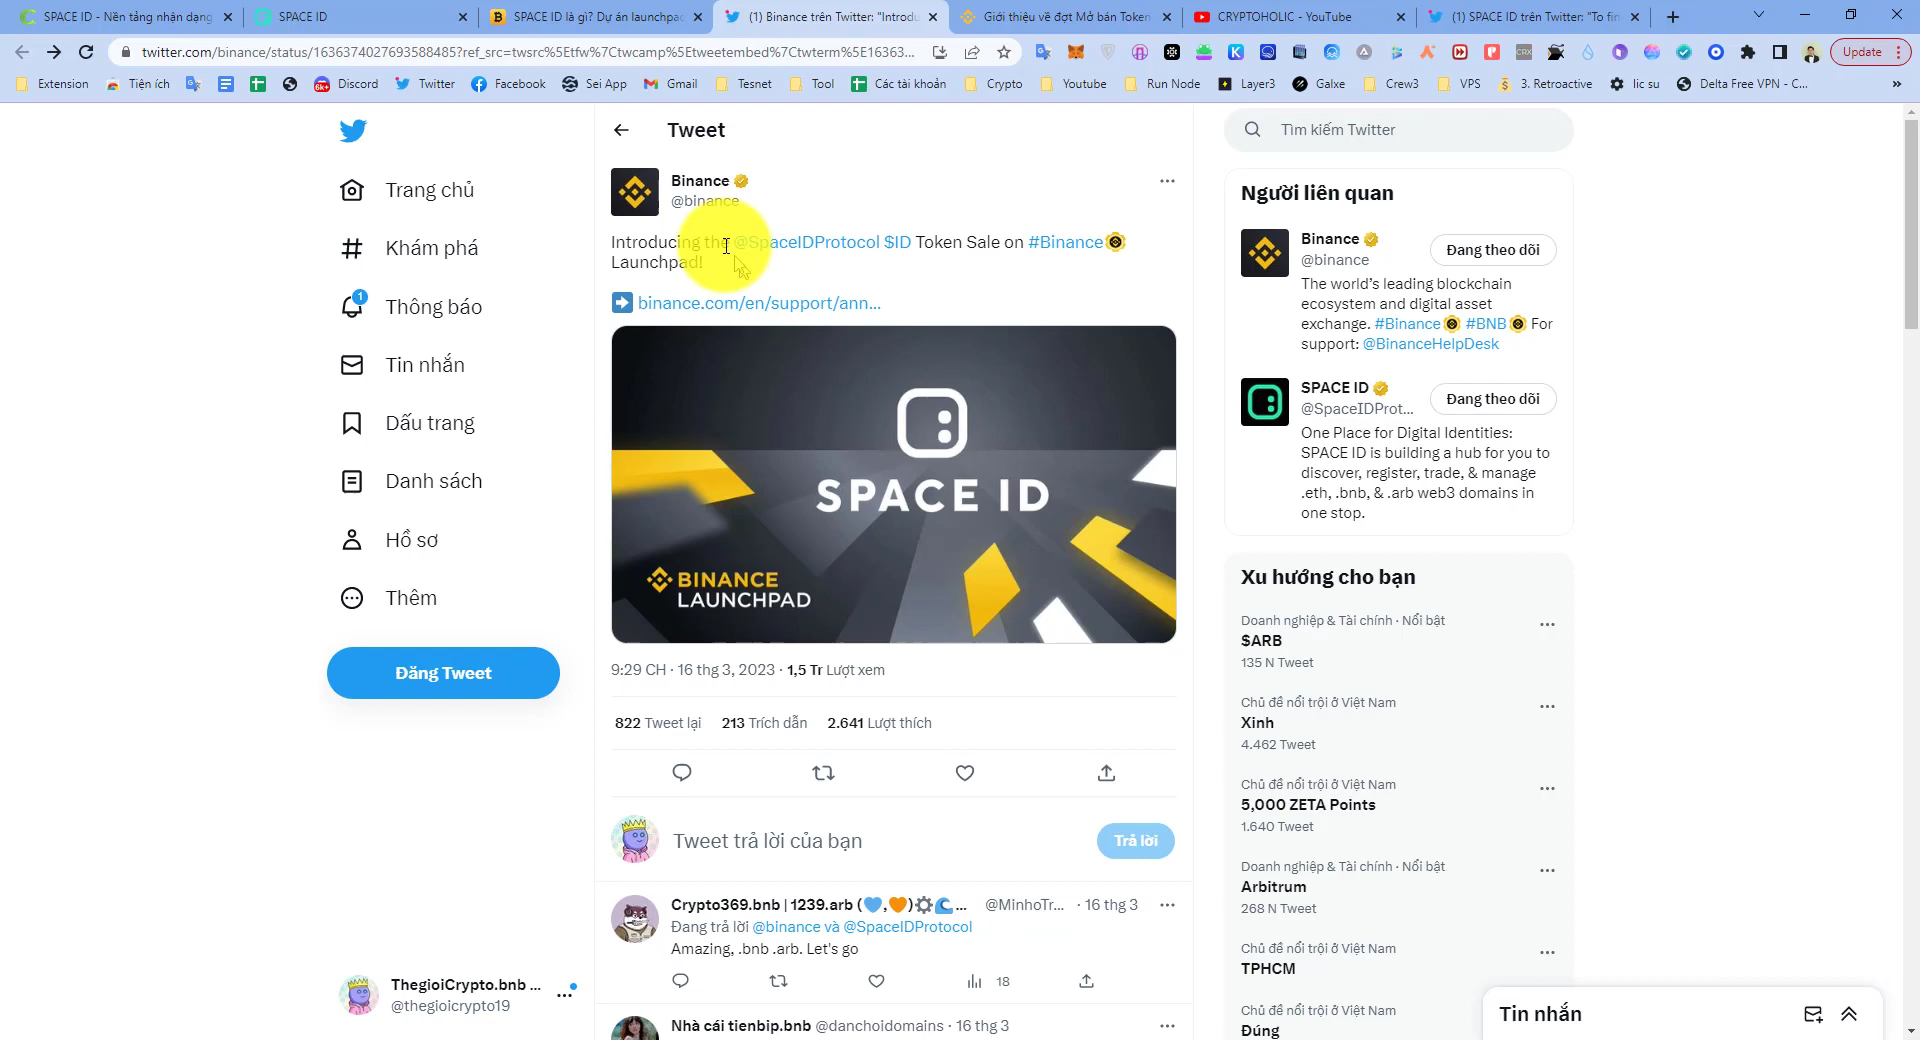 SPACE ID - Nền tảng nhận dạng
SPACE ID
SPACE ID là gì? Dự án launchpad
(1) Binance trên Twitter: "Introdu
Giới thiệu về đợt Mở bán Token
CRYPTOHOLIC - YouTube
(1) SPACE ID trên Twitter: "To fin
twitter.com/binance/status/1636374027693588485?ref_src=twsrc%5Etfw%7Ctwcamp%5Etweetembed%7Ctwterm%5E16363...
Update
Extension
Tiện ích
Discord
Twitter
Facebook
Sei App
Gmail
Tesnet
Tool
Các tài khoản
Crypto
Youtube
Run Node
Layer3
Galxe
Crew3
VPS
3. Retroactive
lic su
Delta Free VPN - C...
»
Trang chủ
Khám phá
1
Thông báo
Tin nhắn
Dấu trang
Danh sách
Hồ sơ
Thêm
Đăng Tweet
ThegioiCrypto.bnb ...
@thegioicrypto19
Tweet
Binance
@binance
Introducing the @SpaceIDProtocol $ID Token Sale on #Binance
Launchpad!
binance.com/en/support/ann...
SPACE ID
BINANCE
LAUNCHPAD
9:29 CH · 16 thg 3, 2023 · 1,5 Tr Lượt xem
822 Tweet lại 213 Trích dẫn 2.641 Lượt thích
Tweet trả lời của bạn
Trả lời
Crypto369.bnb | 1239.arb (💙,🧡)⚙🌊... @MinhoTr... · 16 thg 3
Đang trả lời @binance và @SpaceIDProtocol
Amazing, .bnb .arb. Let's go
18
Nhà cái tienbip.bnb @danchoidomains · 16 thg 3
Tìm kiếm Twitter
Người liên quan
Binance
@binance
Đang theo dõi
The world's leading blockchain
ecosystem and digital asset
exchange. #Binance #BNB For
support: @BinanceHelpDesk
SPACE ID
@SpaceIDProt...
Đang theo dõi
One Place for Digital Identities:
SPACE ID is building a hub for you to
discover, register, trade, & manage
.eth, .bnb, & .arb web3 domains in
one stop.
Xu hướng cho bạn
Doanh nghiệp & Tài chính · Nổi bật
$ARB
135 N Tweet
Chủ đề nổi trội ở Việt Nam
Xinh
4.462 Tweet
Chủ đề nổi trội ở Việt Nam
5,000 ZETA Points
1.640 Tweet
Doanh nghiệp & Tài chính · Nổi bật
Arbitrum
268 N Tweet
Chủ đề nổi trội ở Việt Nam
TPHCM
Chủ đề nổi trội ở Việt Nam
Đúng
Tin nhắn